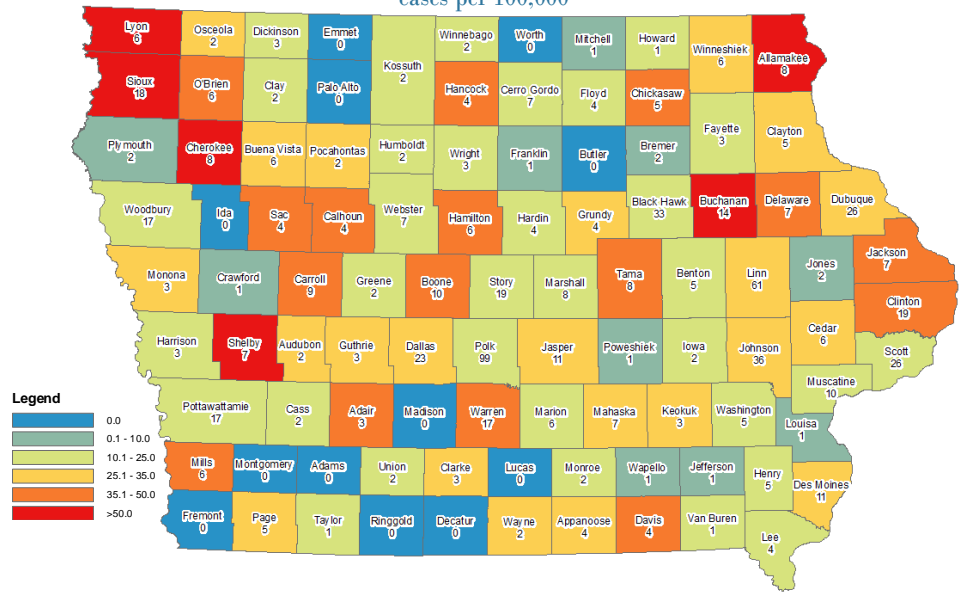 cases per 100,000
Lyon
6
Osceola
2
Dickinson
3
Emmet
0
Kossuth
2
Winnebago
2
Worth
0
Mitchell
1
Howard
1
Winneshiek
6
Allamakee
8
Sioux
18
O'Brien
6
Clay
2
Palo Alto
0
Hancock
4
Cerro Gordo
7
Floyd
4
Chickasaw
5
Plymouth
2
Cherokee
8
Buena Vista
6
Pocahontas
2
Humboldt
2
Wright
3
Franklin
1
Butler
0
Bremer
2
Fayette
3
Clayton
5
Woodbury
17
Ida
0
Sac
4
Calhoun
4
Webster
7
Hamilton
6
Hardin
4
Grundy
4
Black Hawk
33
Buchanan
14
Delaware
7
Dubuque
26
Monona
3
Crawford
1
Carroll
9
Greene
2
Boone
10
Story
19
Marshall
8
Tama
8
Benton
5
Linn
61
Jones
2
Jackson
7
Clinton
19
Harrison
3
Shelby
7
Audubon
2
Guthrie
3
Dallas
23
Polk
99
Jasper
11
Poweshiek
1
Iowa
2
Johnson
36
Cedar
6
Scott
26
Muscatine
10
Pottawattamie
17
Cass
2
Adair
3
Madison
0
Warren
17
Marion
6
Mahaska
7
Keokuk
3
Washington
5
Louisa
1
Mills
6
Montgomery
0
Adams
0
Union
2
Clarke
3
Lucas
0
Monroe
2
Wapello
1
Jefferson
1
Henry
5
Des Moines
11
Fremont
0
Page
5
Taylor
1
Ringgold
0
Decatur
0
Wayne
2
Appanoose
4
Davis
4
Van Buren
1
Lee
4
Legend
0.0
0.1 - 10.0
10.1 - 25.0
25.1 - 35.0
35.1 - 50.0
>50.0